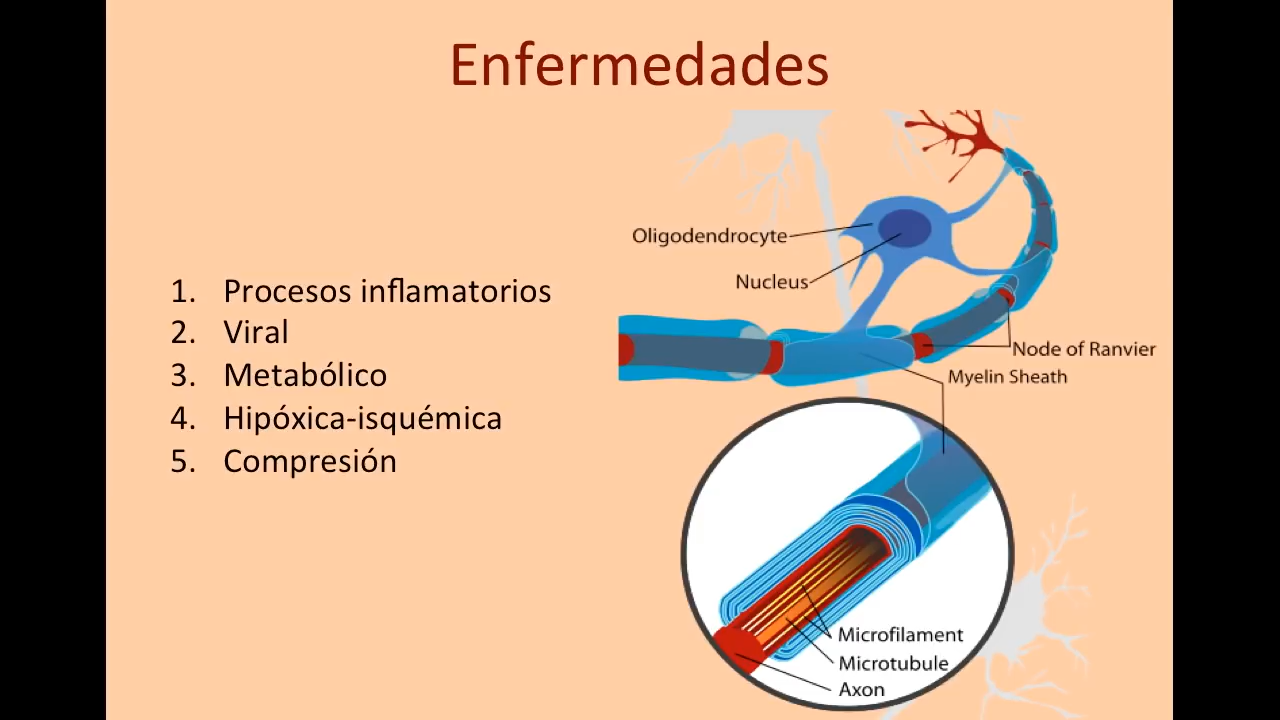 Enfermedades
1. Procesos inflamatorios
2. Viral
3. Metabólico
4. Hipóxica-isquémica
5. Compresión
Oligodendrocyte
Nucleus
Node of Ranvier
Myelin Sheath
Microfilament
Microtubule
Axon